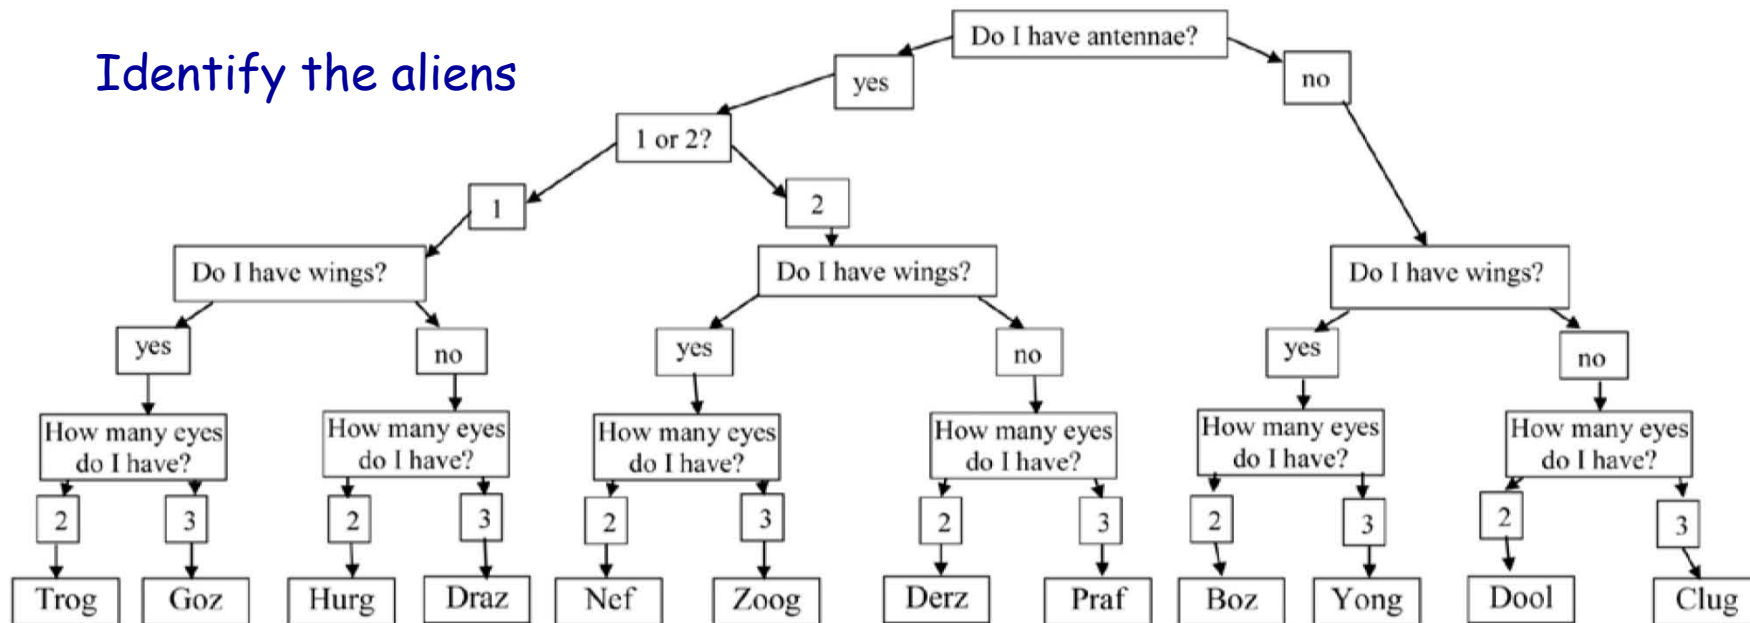 Identify the aliens
Do I have antennae?
yes
no
1 or 2?
1
2
Do I have wings?
Do I have wings?
Do I have wings?
yes
no
yes
no
yes
no
How many eyes
do I have?
How many eyes
do I have?
How many eyes
do I have?
How many eyes
do I have?
How many eyes
do I have?
How many eyes
do I have?
2
3
2
3
2
3
2
3
2
3
2
3
Trog
Goz
Hurg
Draz
Nef
Zoog
Derz
Praf
Boz
Yong
Dool
Clug